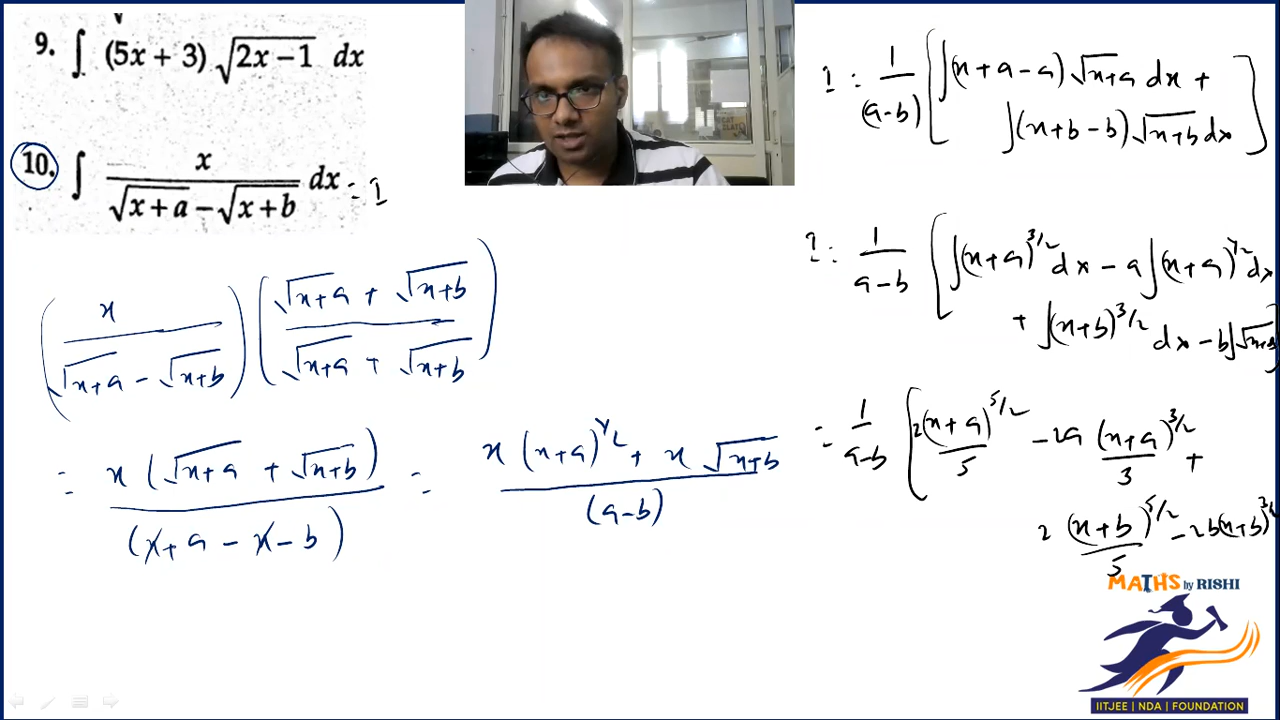 9. ∫ (5x + 3) √(2x – 1) dx
10. ∫ x / (√(x + a) – √(x + b)) dx = I
(x / (√(x+a) – √(x+b))) ((√(x+a) + √(x+b)) / (√(x+a) + √(x+b)))
= x (√(x+a) + √(x+b)) / (x+a – x – b) = (x (x+a)^1/2 + x √(x+b)) / (a–b)
I = 1/(a–b) [∫(x+a–a) √(x+a) dx +
∫(x+b–b) √(x+b) dx]
I = 1/(a–b) [∫(x+a)^3/2 dx – a ∫(x+a)^1/2 dx
+ ∫(x+b)^3/2 dx – b∫√(x+b)]
= 1/(a–b) [2(x+a)^5/2 / 5 – 2a (x+a)^3/2 / 3 +
2 (x+b)^5/2 / 5 – 2b(x+b)^3/2
MATHS by RISHI
IITJEE | NDA | FOUNDATION